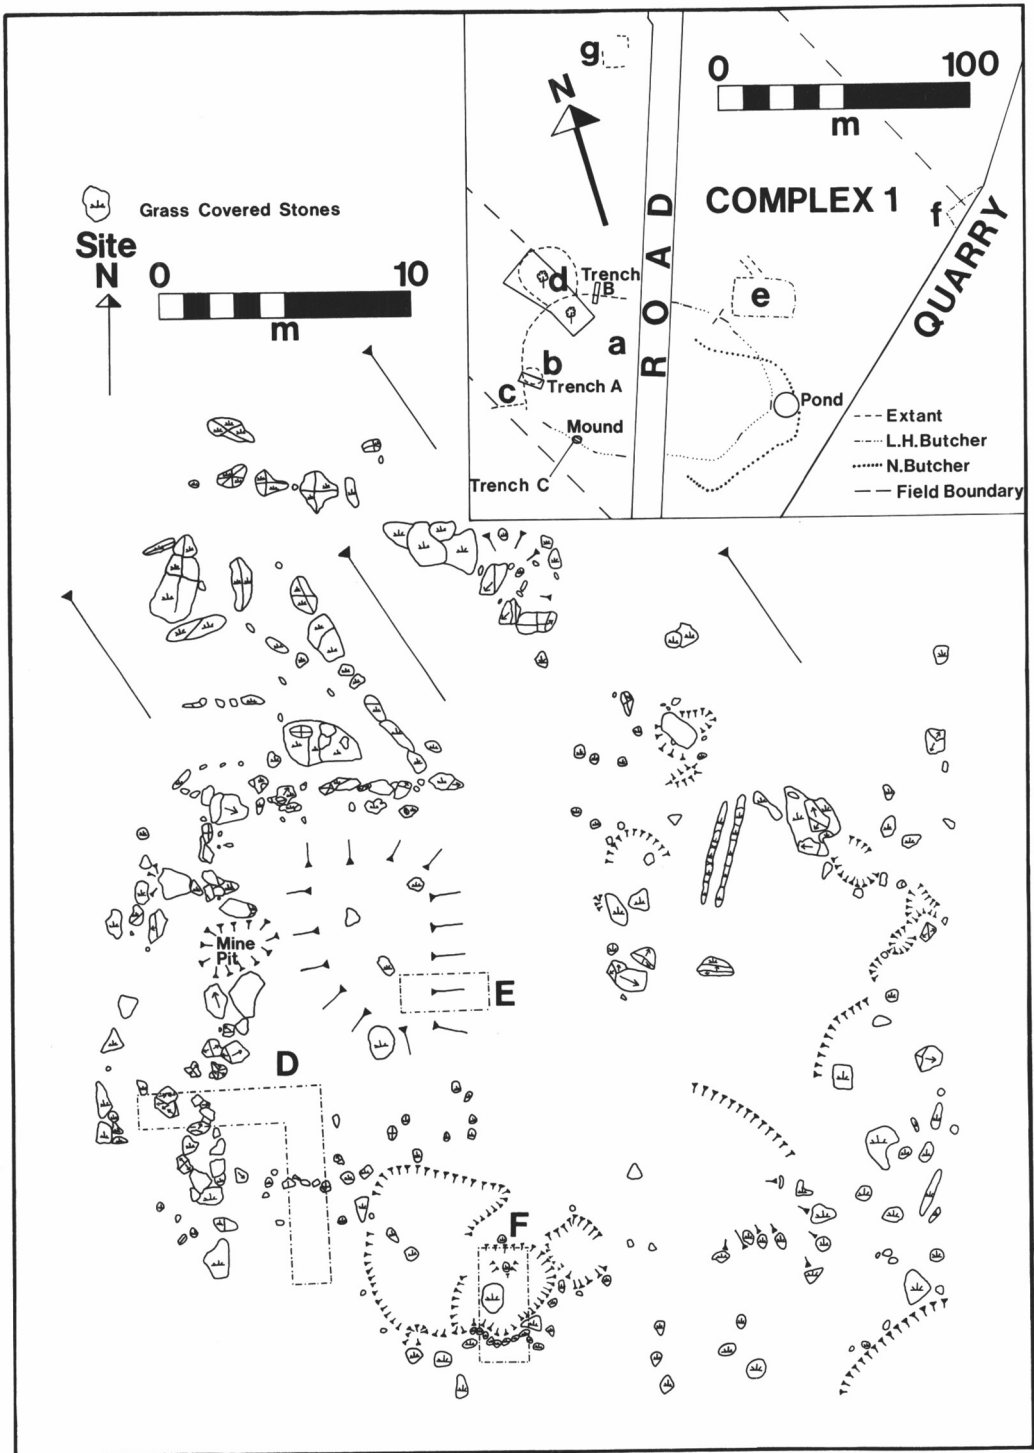 g
0 100
N
m
Grass Covered Stones
COMPLEX 1
f
Site
N
0 10
m
ROAD
QUARRY
d
Trench
B
e
a
b
Trench A
c
Pond
Mound
Trench C
Extant
L.H.Butcher
N.Butcher
Field Boundary
Mine
Pit
E
D
F